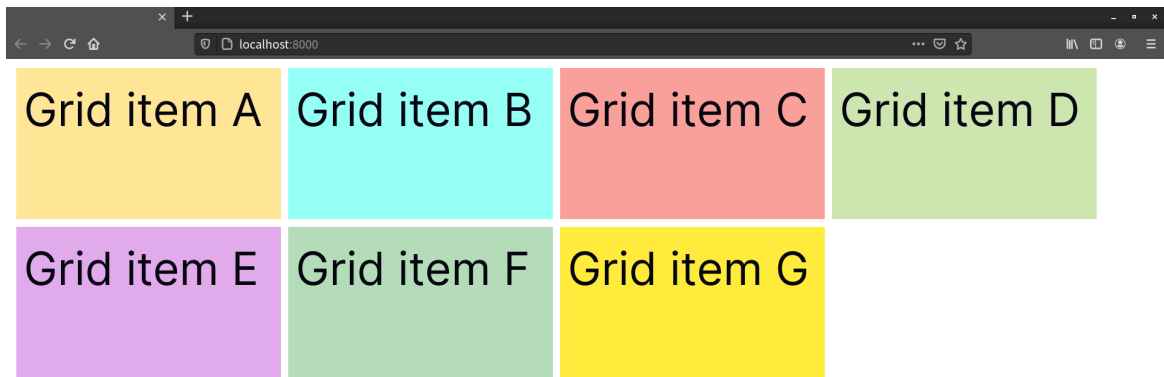 localhost:8000
Grid item A
Grid item B
Grid item C
Grid item D
Grid item E
Grid item F
Grid item G